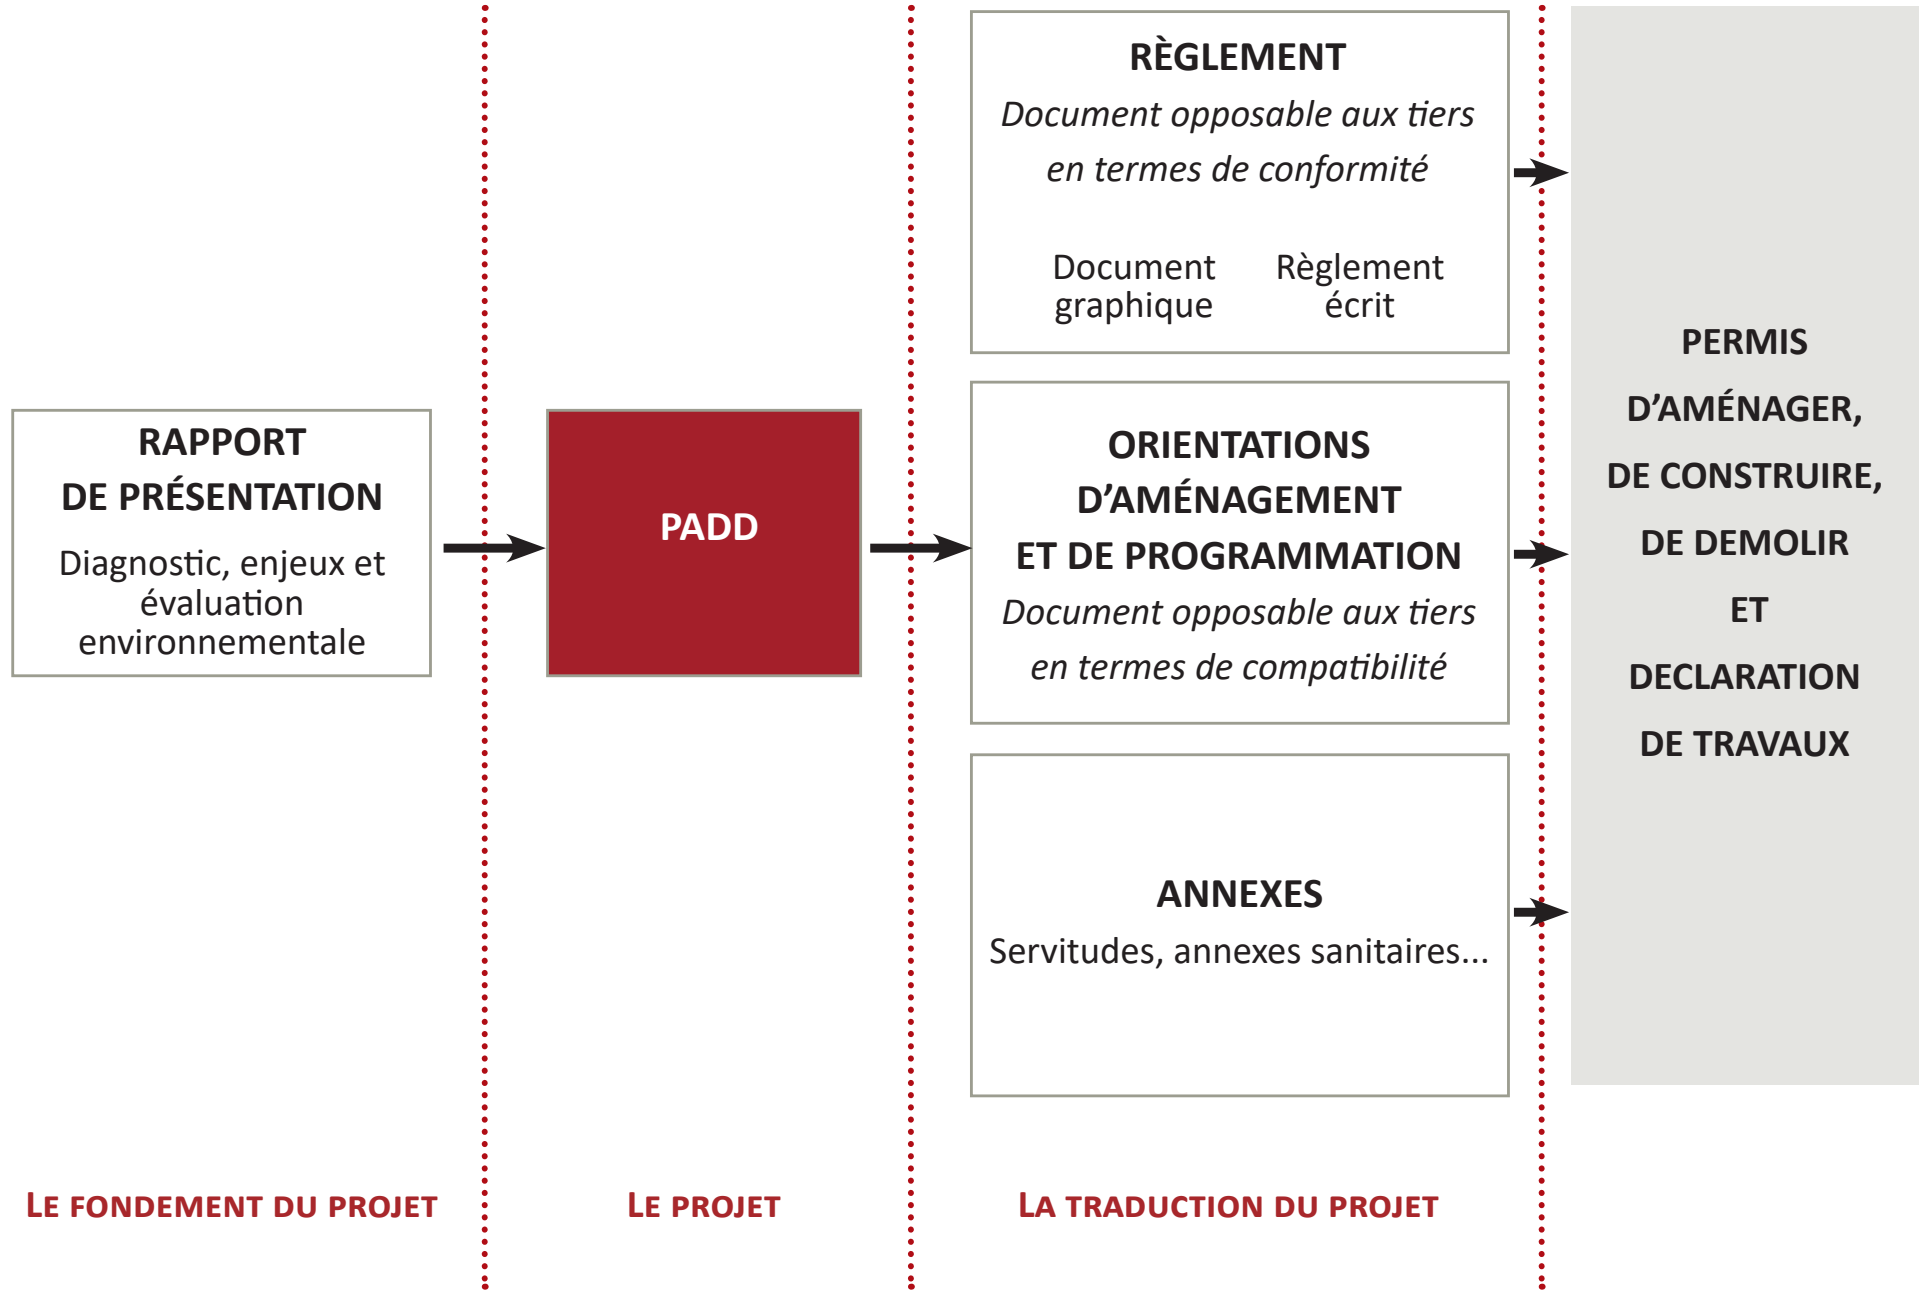 RAPPORT
DE PRÉSENTATION
Diagnostic, enjeux et
évaluation
environnementale
LE FONDEMENT DU PROJET
PADD
LE PROJET
RÈGLEMENT
Document opposable aux tiers
en termes de conformité
Document
graphique
Règlement
écrit
ORIENTATIONS
D’AMÉNAGEMENT
ET DE PROGRAMMATION
Document opposable aux tiers
en termes de compatibilité
ANNEXES
Servitudes, annexes sanitaires...
LA TRADUCTION DU PROJET
PERMIS
D’AMÉNAGER,
DE CONSTRUIRE,
DE DEMOLIR
ET
DECLARATION
DE TRAVAUX